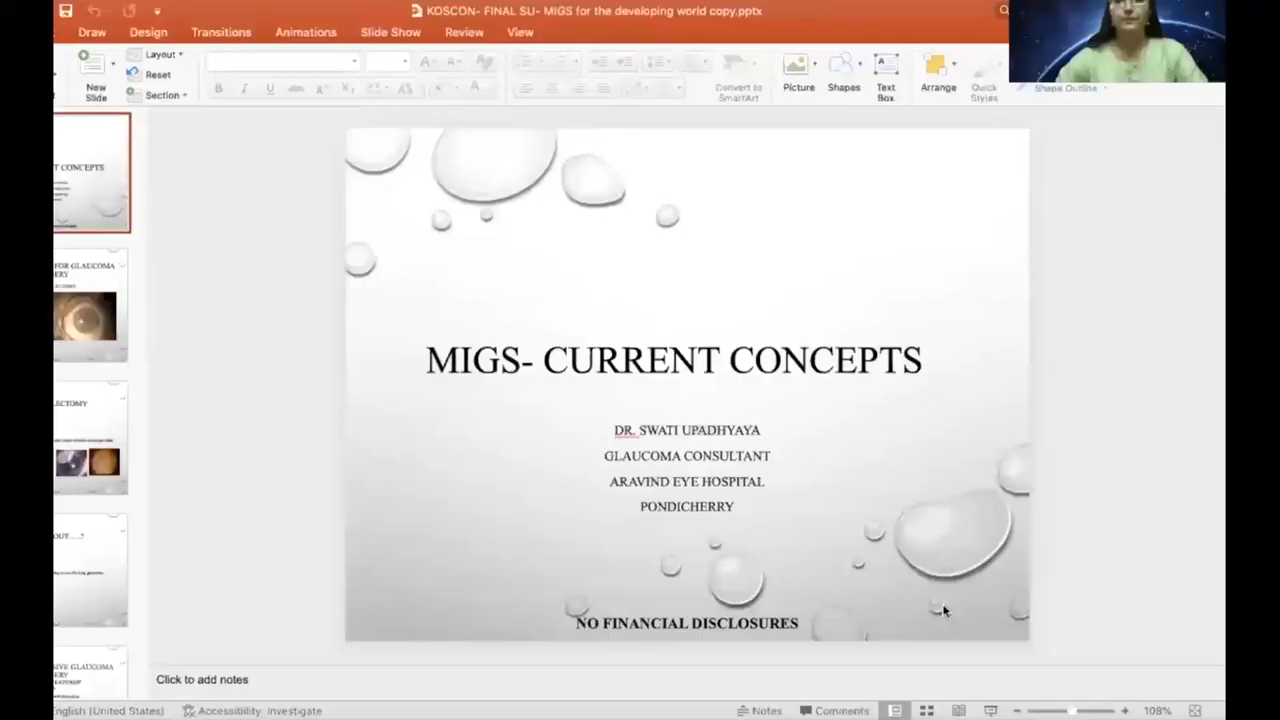 KOSCON- FINAL SU- MIGS for the developing world copy.pptx
Draw Design Transitions Animations Slide Show Review View
New Slide
Layout
Reset
Section
Convert to SmartArt
Picture
Shapes
Text Box
Arrange
Quick Styles
Shape Outline
T CONCEPTS
FOR GLAUCOMA
ERY
LECTOMY
OUT.....?
SIVE GLAUCOMA
ERY
MIGS- CURRENT CONCEPTS
DR. SWATI UPADHYAYA
GLAUCOMA CONSULTANT
ARAVIND EYE HOSPITAL
PONDICHERRY
NO FINANCIAL DISCLOSURES
Click to add notes
English (United States) Accessibility: Investigate Notes Comments 108%